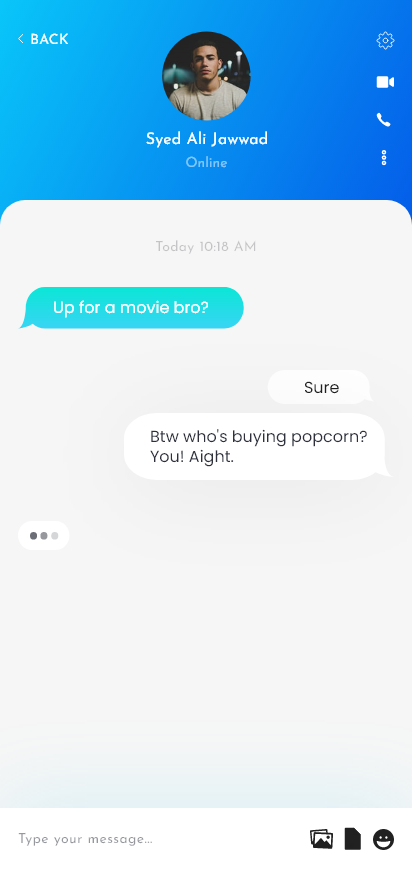 BACK
Syed Ali Jawwad
Online
Today 10:18 AM
Up for a movie bro?
Sure
Btw who's buying popcorn?
You! Aight.
Type your message...